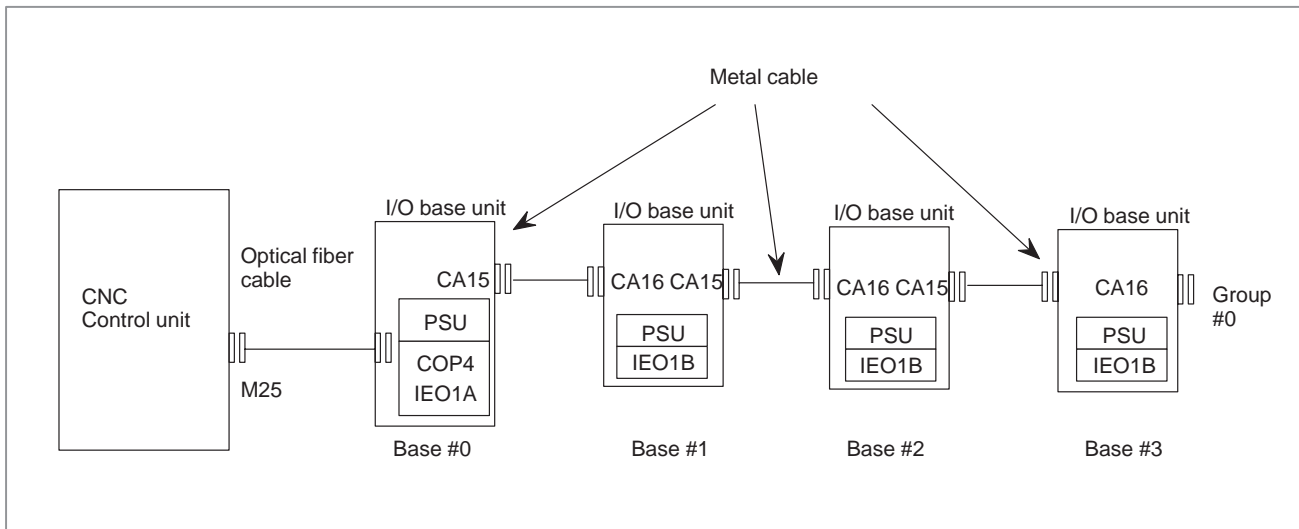 Metal cable
I/O base unit
I/O base unit
I/O base unit
I/O base unit
Optical fiber
cable
CNC
Control unit
CA15
CA16 CA15
CA16 CA15
CA16
Group
#0
PSU
COP4
IEO1A
PSU
IEO1B
PSU
IEO1B
PSU
IEO1B
M25
Base #0
Base #1
Base #2
Base #3